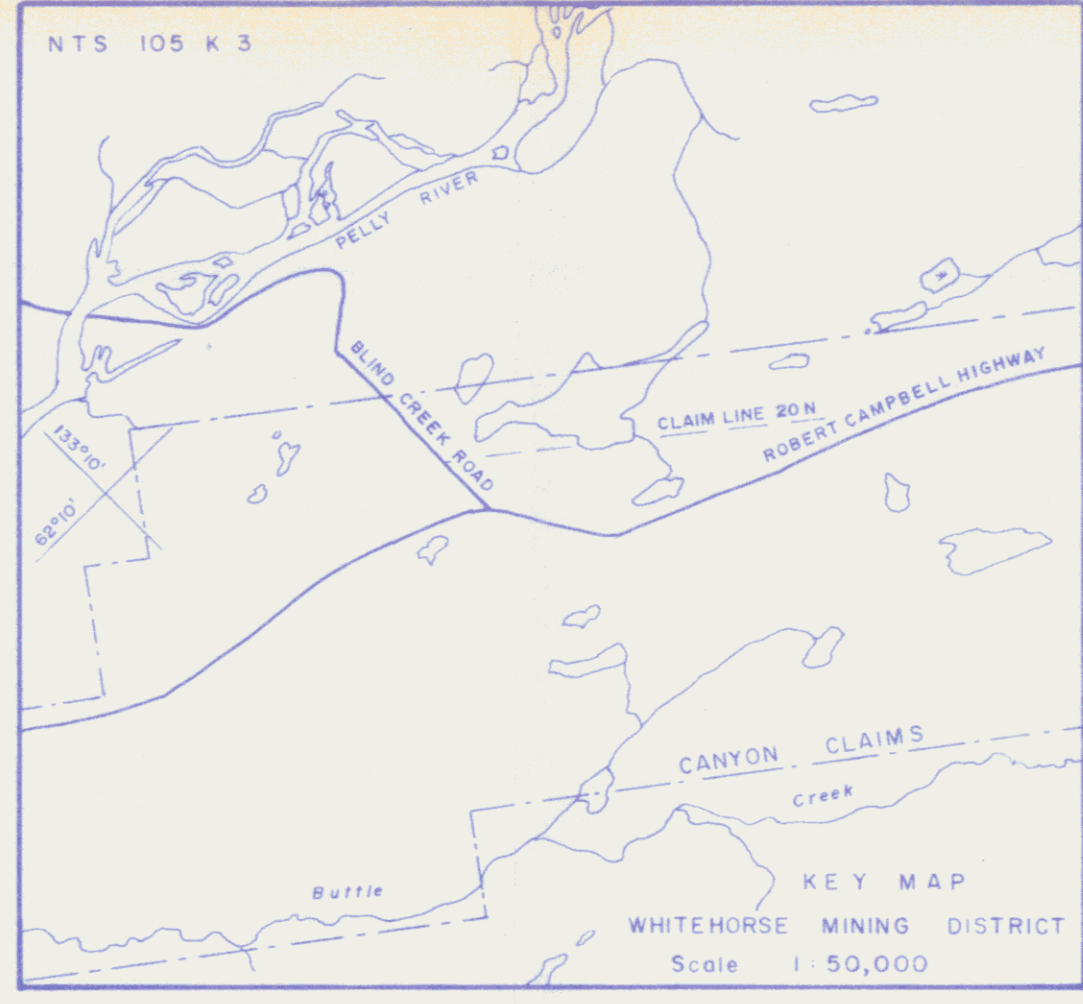 NTS 105 K 3
PELLY RIVER
BLIND CREEK ROAD
CLAIM LINE 20 N
ROBERT CAMPBELL HIGHWAY
133°10'
62°10'
CANYON CLAIMS
Creek
Buttle
KEY MAP
WHITEHORSE MINING DISTRICT
Scale 1:50,000